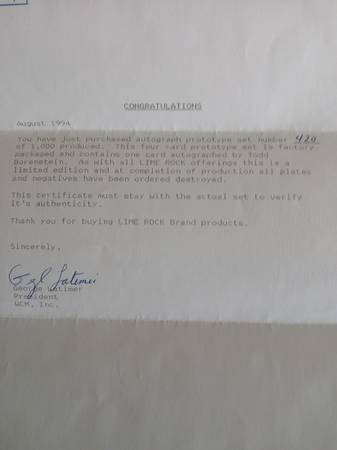 CONGRATULATIONS
August 1994
You have just purchased autograph prototype set number 420
of 1,000 produced. This four card prototype set is factory
packaged and contains one card autographed by Todd
Borenstein. As with all LIME ROCK offerings this is a
limited edition and at completion of production all plates
and negatives have been ordered destroyed.
This certificate must stay with the actual set to verify
it's authenticity.
Thank you for buying LIME ROCK Brand products.
Sincerely,
George Latimer
President
WCM, Inc.